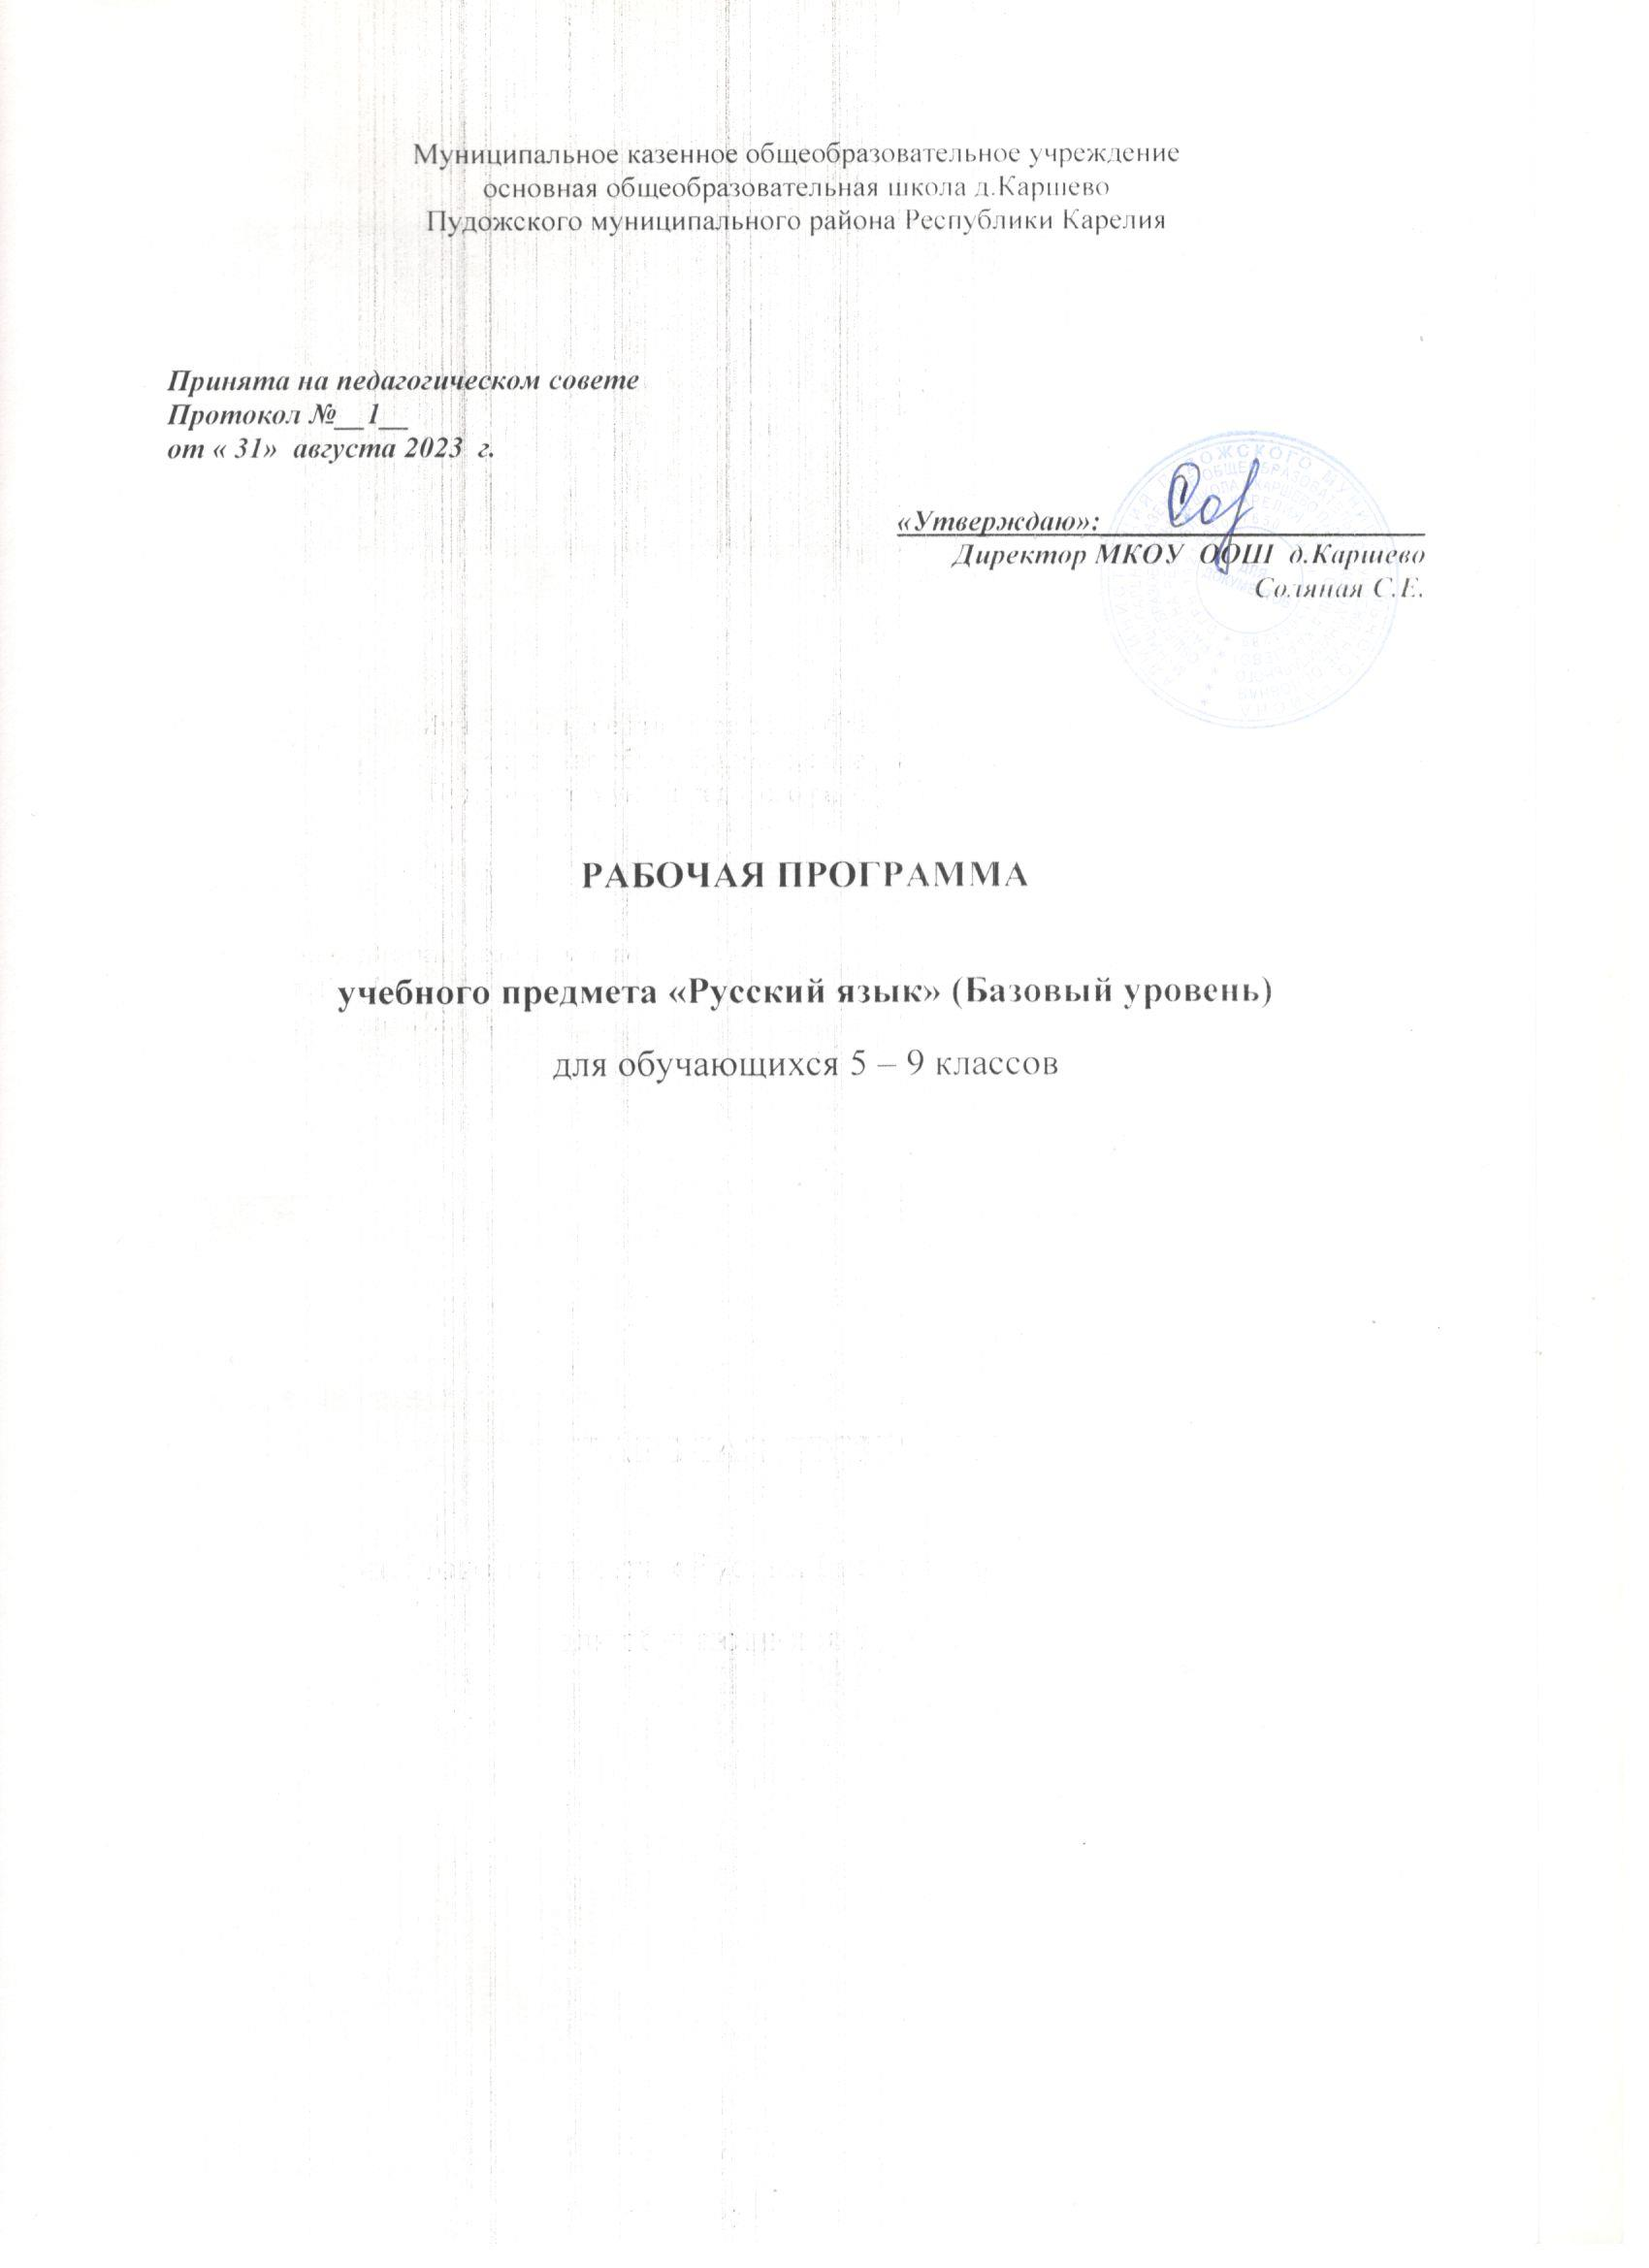 Муниципальное казенное общеобразовательное учреждение
основная общеобразовательная школа д.Каршево
Пудожского муниципального района Республики Карелия
Принята на педагогическом совете
Протокол №__1__
от « 31»  августа 2023  г.
«Утверждаю»:
Директор МКОУ  ООШ  д.Каршево
Соляная С.Е.
РАБОЧАЯ ПРОГРАММА
учебного предмета «Русский язык» (Базовый уровень)
для обучающихся 5 – 9 классов